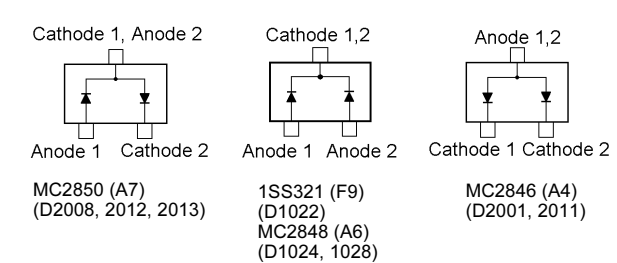 Cathode 1, Anode 2
Anode 1 Cathode 2
MC2850 (A7)
(D2008, 2012, 2013)
Cathode 1,2
Anode 1 Anode 2
1SS321 (F9)
(D1022)
MC2848 (A6)
(D1024, 1028)
Anode 1,2
Cathode 1 Cathode 2
MC2846 (A4)
(D2001, 2011)